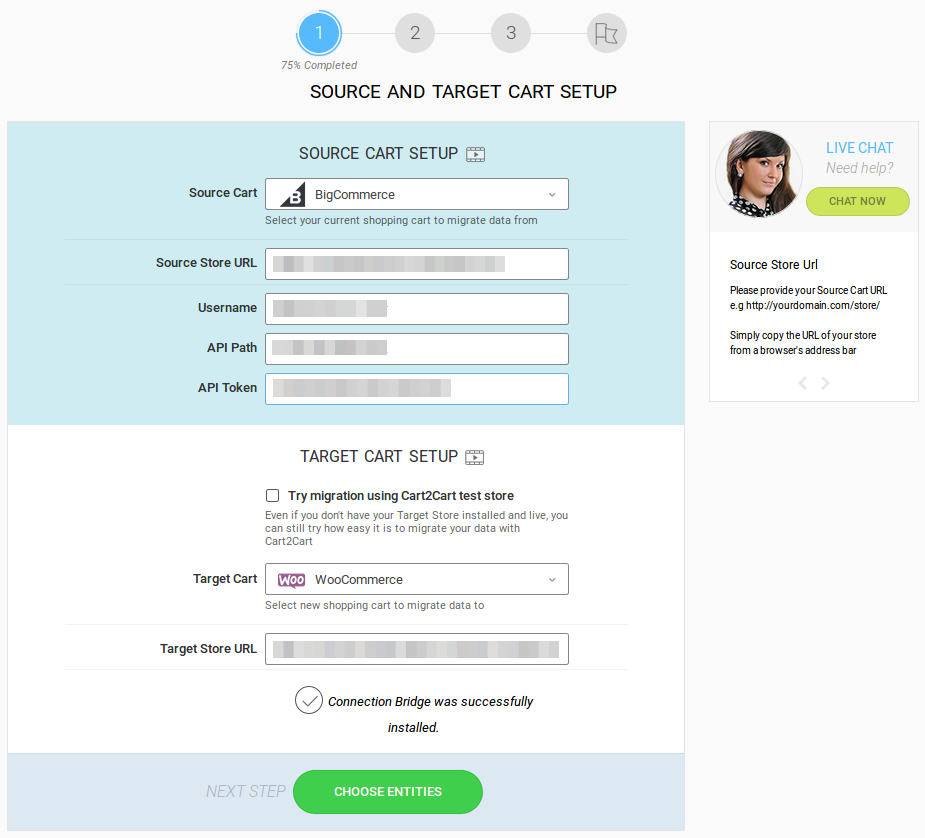 1
2
3
75% Completed
SOURCE AND TARGET CART SETUP
SOURCE CART SETUP
Source Cart
BigCommerce
Select your current shopping cart to migrate data from
Source Store URL
Username
API Path
API Token
TARGET CART SETUP
Try migration using Cart2Cart test store
Even if you don't have your Target Store installed and live, you
can still try how easy it is to migrate your data with
Cart2Cart
Target Cart
WOO WooCommerce
Select new shopping cart to migrate data to
Target Store URL
Connection Bridge was successfully
installed.
NEXT STEP
CHOOSE ENTITIES
LIVE CHAT
Need help?
CHAT NOW
Source Store Url
Please provide your Source Cart URL
e.g http://yourdomain.com/store/
Simply copy the URL of your store
from a browser's address bar